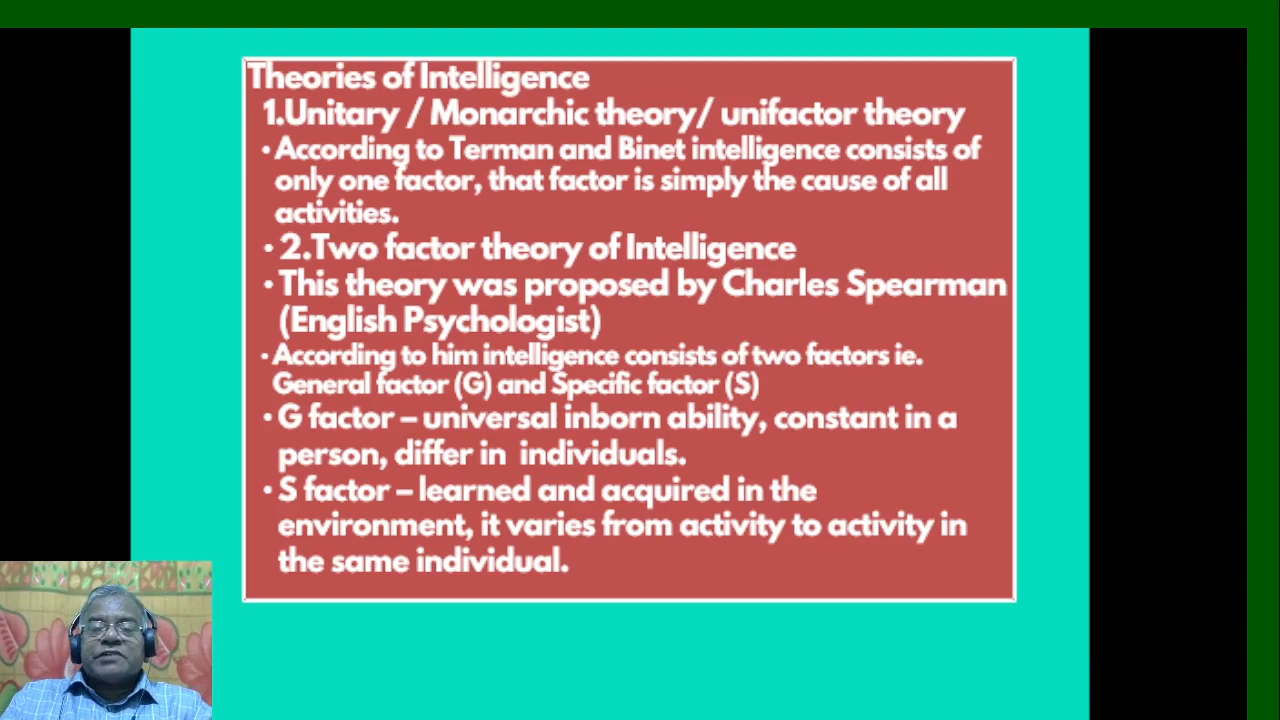 Theories of Intelligence
1.Unitary / Monarchic theory/ unifactor theory
• According to Terman and Binet intelligence consists of
only one factor, that factor is simply the cause of all
activities.
• 2.Two factor theory of Intelligence
• This theory was proposed by Charles Spearman
(English Psychologist)
• According to him intelligence consists of two factors ie.
General factor (G) and Specific factor (S)
• G factor – universal inborn ability, constant in a
person, differ in  individuals.
• S factor – learned and acquired in the
environment, it varies from activity to activity in
the same individual.